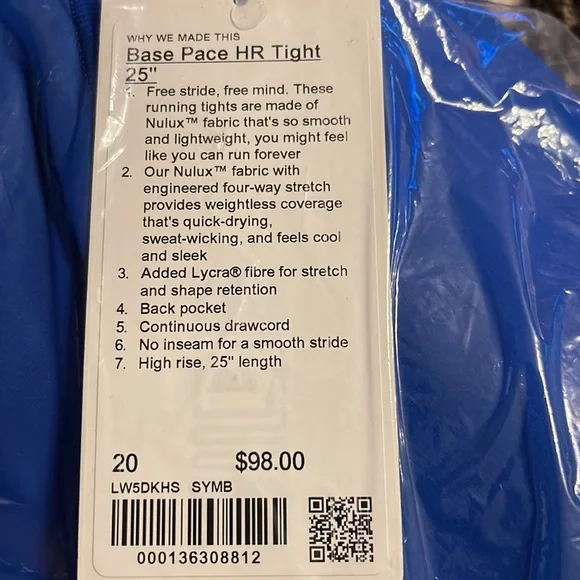 WHY WE MADE THIS
Base Pace HR Tight
25"
1. Free stride, free mind. These
running tights are made of
Nulux™ fabric that's so smooth
and lightweight, you might feel
like you can run forever
2. Our Nulux™ fabric with
engineered four-way stretch
provides weightless coverage
that's quick-drying,
sweat-wicking, and feels cool
and sleek
3. Added Lycra® fibre for stretch
and shape retention
4. Back pocket
5. Continuous drawcord
6. No inseam for a smooth stride
7. High rise, 25" length
20 $98.00
LW5DKHS SYMB
000136308812